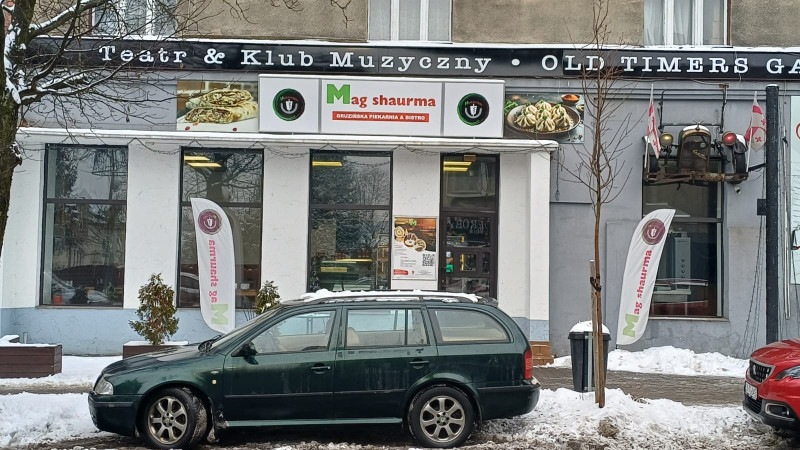 Teatr & Klub Muzyczny • OLD TIMERS GA
Mag shaurma
GRUZIŃSKA PIEKARNIA & BISTRO
Mag shaurma
Mag shaurma